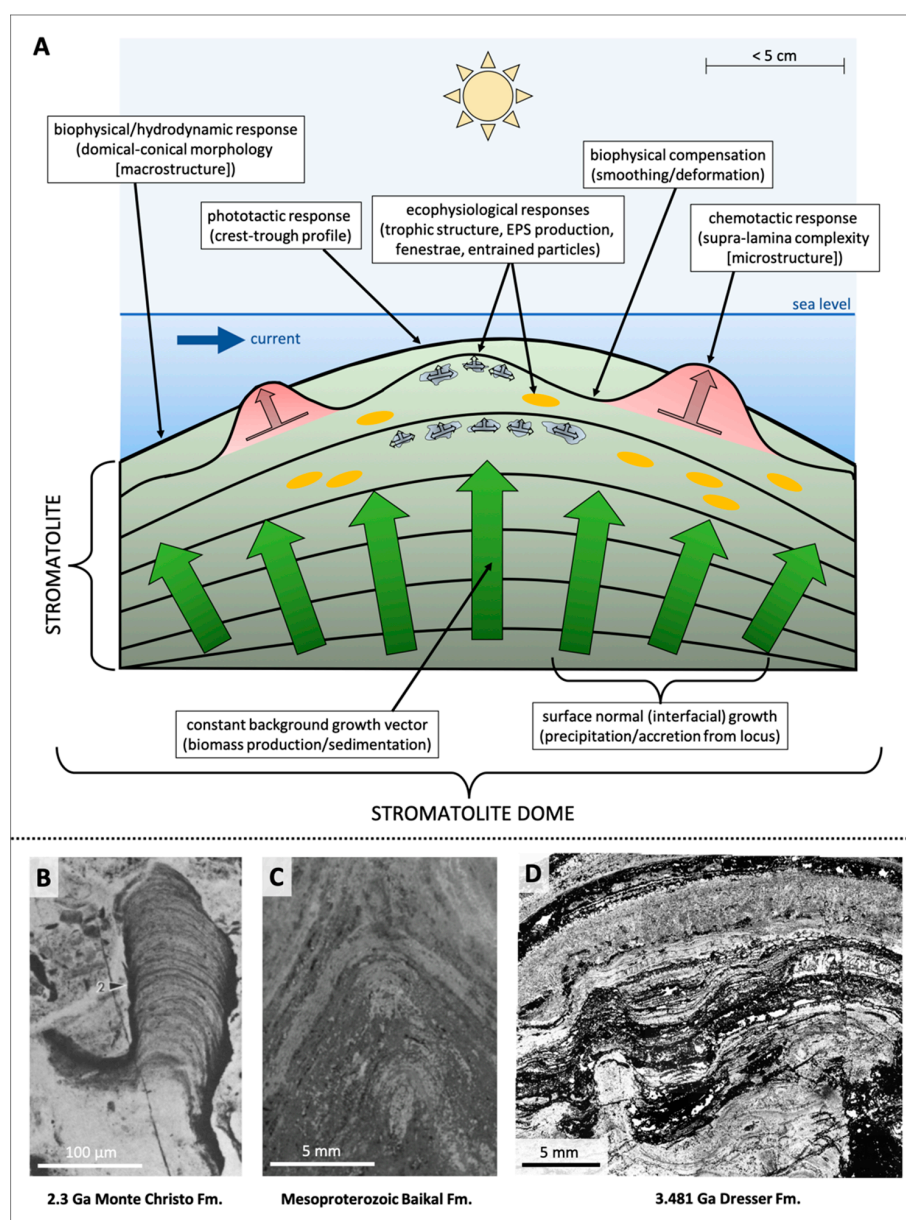 A
< 5 cm
biophysical/hydrodynamic response
(domical-conical morphology
[macrostructure])
biophysical compensation
(smoothing/deformation)
phototactic response
(crest-trough profile)
ecophysiological responses
(trophic structure, EPS production,
fenestrae, entrained particles)
chemotactic response
(supra-lamina complexity
[microstructure])
sea level
current
STROMATOLITE
constant background growth vector
(biomass production/sedimentation)
surface normal (interfacial) growth
(precipitation/accretion from locus)
STROMATOLITE DOME
B
2
100 µm
2.3 Ga Monte Christo Fm.
C
5 mm
Mesoproterozoic Baikal Fm.
D
5 mm
3.481 Ga Dresser Fm.